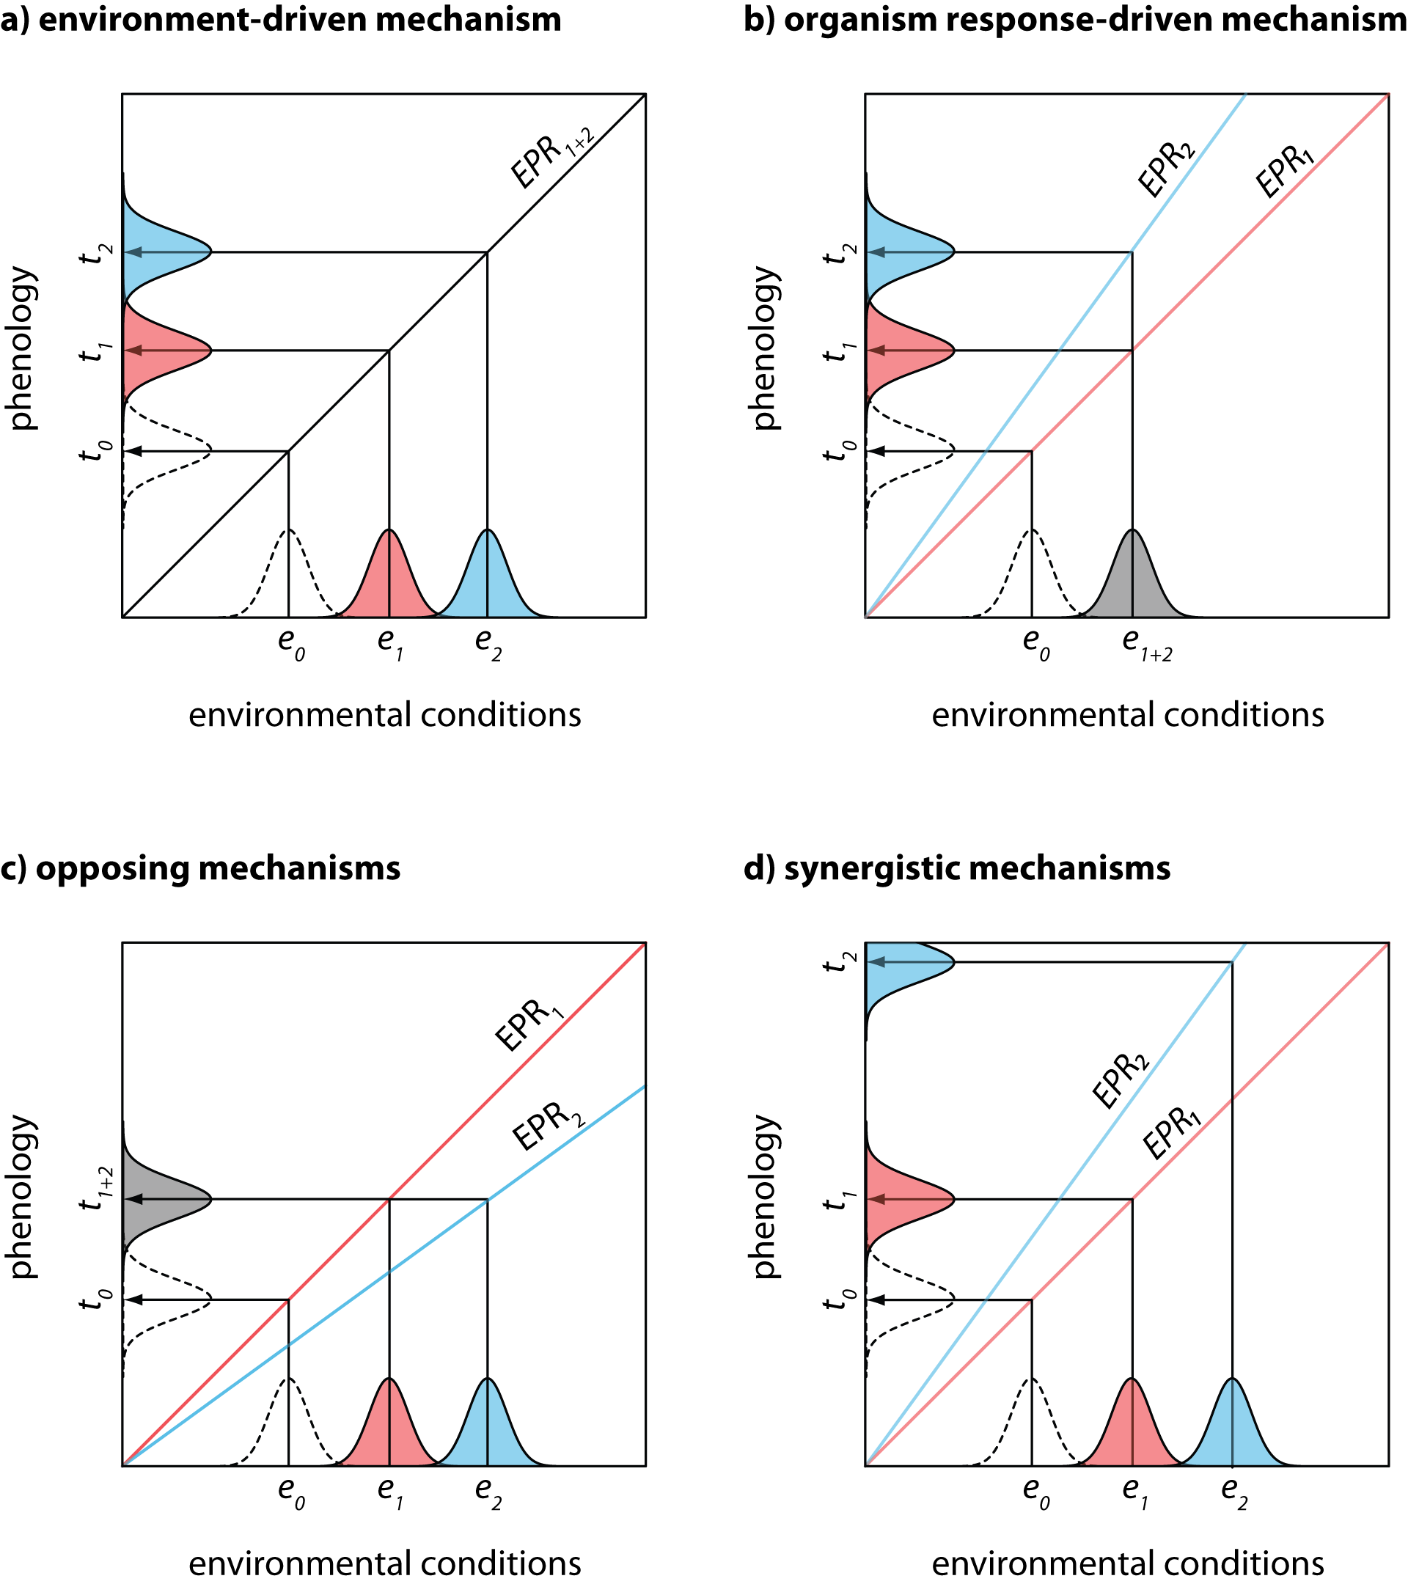 a) environment-driven mechanism
EPR 1+2
t2
t1
t0
phenology
e0 e1 e2
environmental conditions
b) organism response-driven mechanism
EPR2
EPR1
t2
t1
t0
phenology
e0 e1+2
environmental conditions
c) opposing mechanisms
EPR1
EPR2
t1+2
t0
phenology
e0 e1 e2
environmental conditions
d) synergistic mechanisms
t2
EPR2
EPR1
t1
t0
phenology
e0 e1 e2
environmental conditions